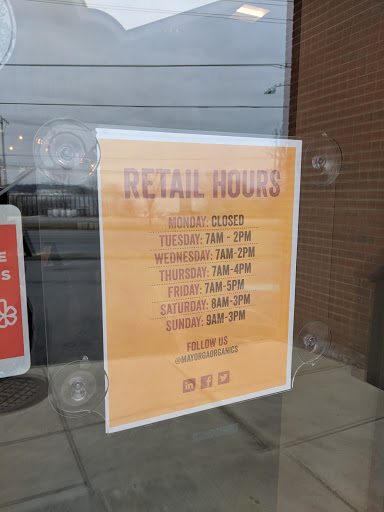 RETAIL HOURS
MONDAY: CLOSED
TUESDAY: 7AM - 2PM
WEDNESDAY: 7AM-2PM
THURSDAY: 7AM-4PM
FRIDAY: 7AM-5PM
SATURDAY: 8AM-3PM
SUNDAY: 9AM-3PM
FOLLOW US
@MAYORGAORGANICS
in f
E
S